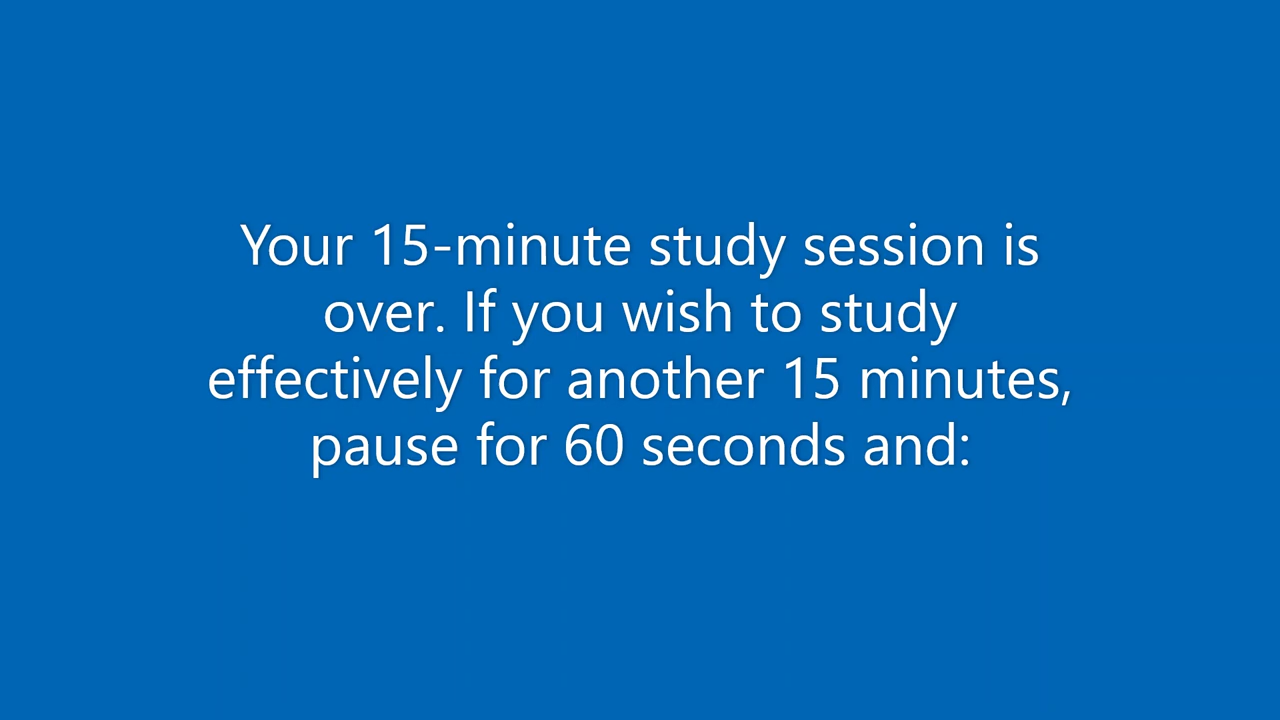 Your 15-minute study session is
over. If you wish to study
effectively for another 15 minutes,
pause for 60 seconds and: